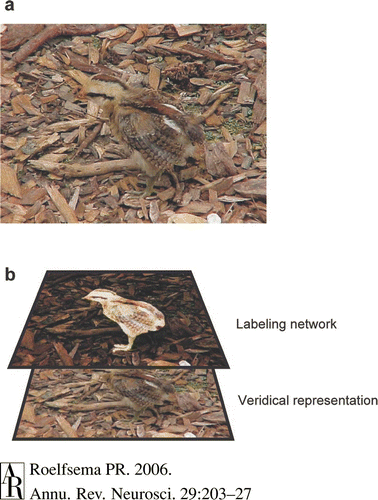 a
b
Labeling network
Veridical representation
AR
Roelfsema PR. 2006.
Annu. Rev. Neurosci. 29:203–27